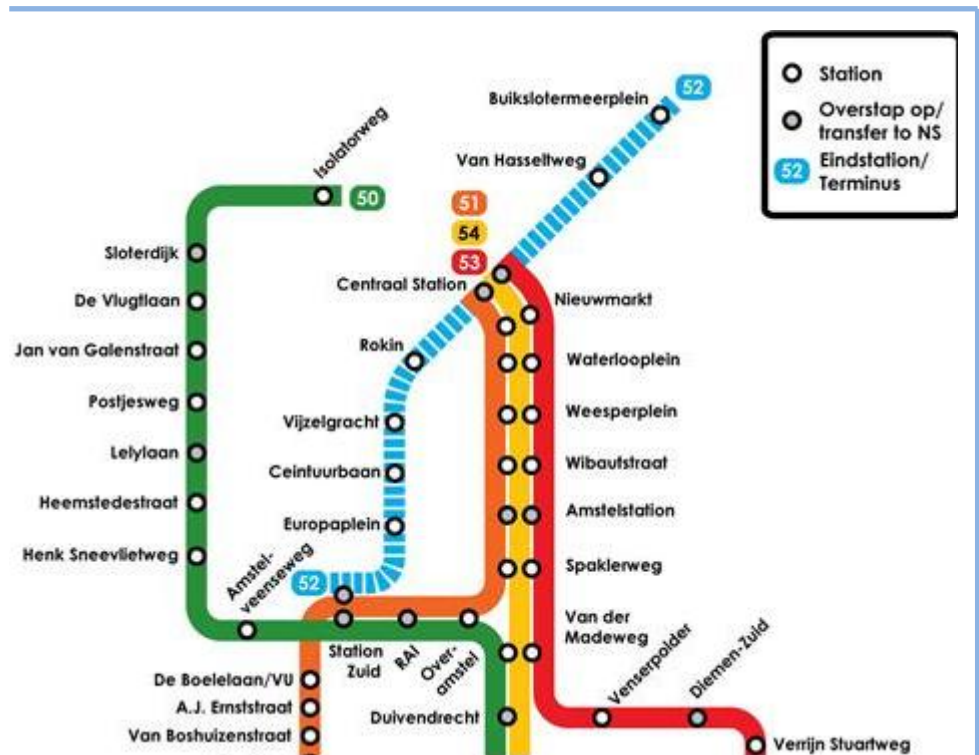 52
Buikslotermeerplein
Station
Overstap op/
transfer to NS
52
Eindstation/
Terminus
Van Hasseltweg
Isolatorweg
50
51
54
53
Sloterdijk
Centraal Station
De Vlugtlaan
Nieuwmarkt
Jan van Galenstraat
Rokin
Waterlooplein
Postjesweg
Vijzelgracht
Weesperplein
Lelylaan
Ceintuurbaan
Wibautstraat
Heemstedestraat
Europaplein
Amstelstation
Henk Sneevlietweg
Amstel-
veenseweg
52
Spaklerweg
Van der
Madeweg
Station
Zuid
RAI
Over-
amstel
Venserpolder
Diemen-Zuid
De Boelelaan/VU
A.J. Ernststraat
Van Boshuizenstraat
Duivendrecht
Verrijn Stuartweg